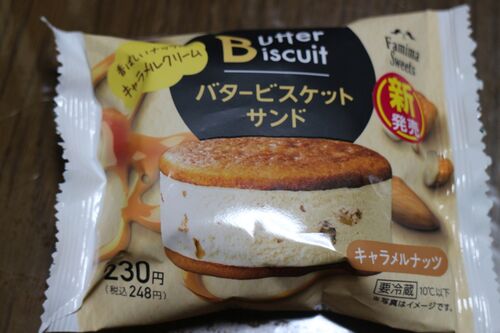 香ばしいナッツ
キャラメルクリーム
Butter
Biscuit
バタービスケット
サンド
Famima
Sweets
新
発売
キャラメルナッツ
230円
(税込248円)
要冷蔵 10℃以下
※写真はイメージです。